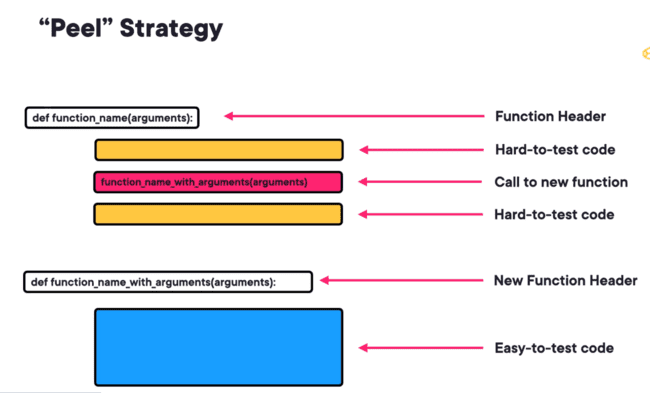 “Peel” Strategy
def function_name(arguments):
Function Header
Hard-to-test code
function_name_with_arguments(arguments)
Call to new function
Hard-to-test code
def function_name_with_arguments(arguments):
New Function Header
Easy-to-test code